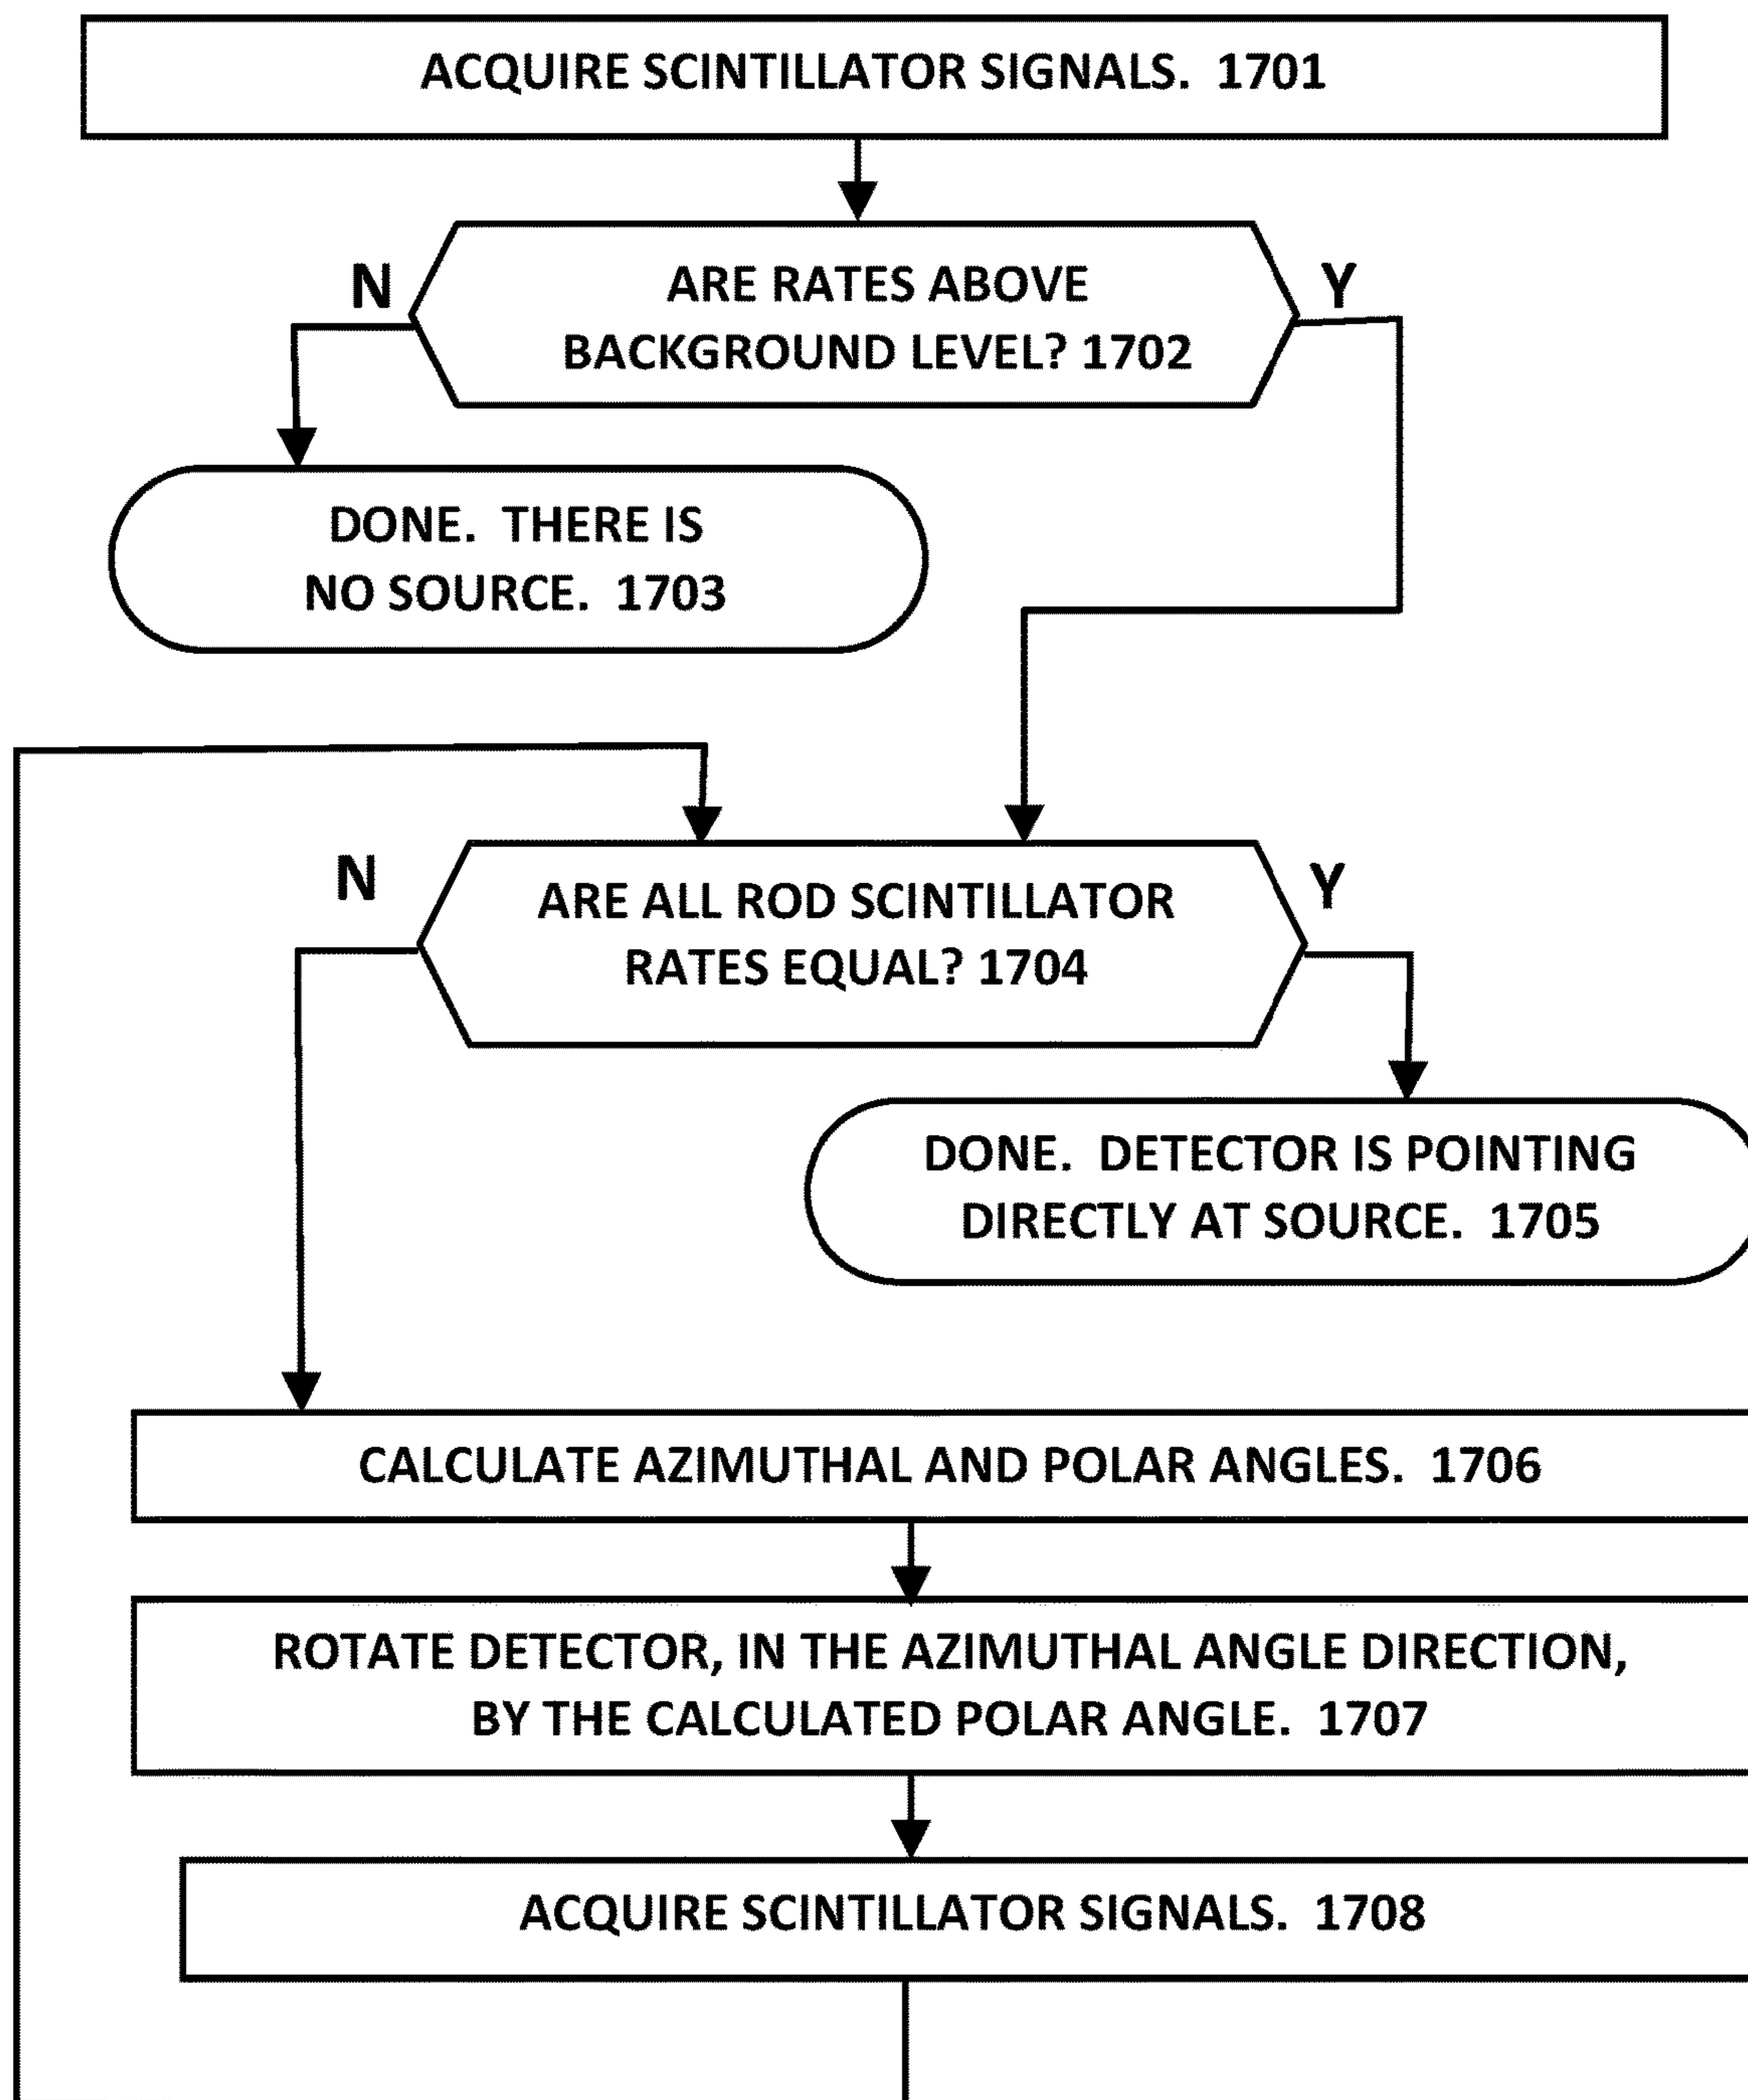 ACQUIRE SCINTILLATOR SIGNALS.  1701
N
Y
ARE RATES ABOVE
BACKGROUND LEVEL? 1702
DONE.  THERE IS
NO SOURCE.  1703
N
Y
ARE ALL ROD SCINTILLATOR
RATES EQUAL? 1704
DONE.  DETECTOR IS POINTING
DIRECTLY AT SOURCE.  1705
CALCULATE AZIMUTHAL AND POLAR ANGLES.  1706
ROTATE DETECTOR, IN THE AZIMUTHAL ANGLE DIRECTION,
BY THE CALCULATED POLAR ANGLE.  1707
ACQUIRE SCINTILLATOR SIGNALS.  1708